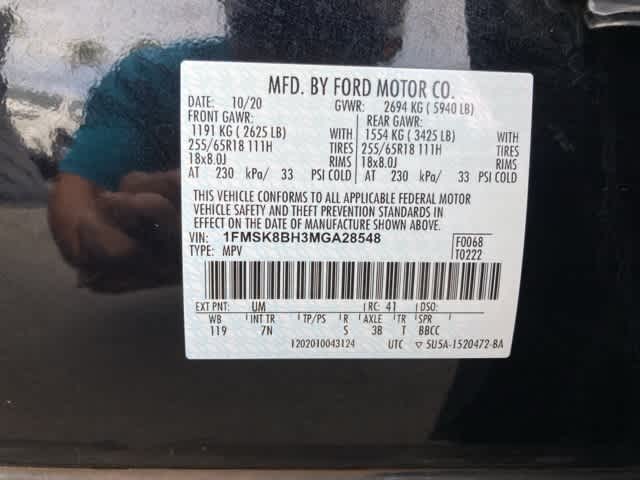 MFD. BY FORD MOTOR CO.
DATE: 10/20 GVWR: 2694 KG ( 5940 LB)
FRONT GAWR: REAR GAWR:
1191 KG ( 2625 LB) WITH 1554 KG ( 3425 LB) WITH
255/65R18 111H TIRES 255/65R18 111H TIRES
18x8.0J RIMS 18x8.0J RIMS
AT 230 kPa/ 33 PSI COLD AT 230 kPa/ 33 PSI COLD
THIS VEHICLE CONFORMS TO ALL APPLICABLE FEDERAL MOTOR
VEHICLE SAFETY AND THEFT PREVENTION STANDARDS IN
EFFECT ON THE DATE OF MANUFACTURE SHOWN ABOVE.
VIN: 1FMSK8BH3MGA28548 F0068
TYPE: MPV T0222
EXT PNT: UM RC: 41 DSO:
WB INT TR TP/PS R AXLE TR SPR
119 7N S 3B T BBCC
1202010043124 UTC ▽ 5U5A-1520472-BA